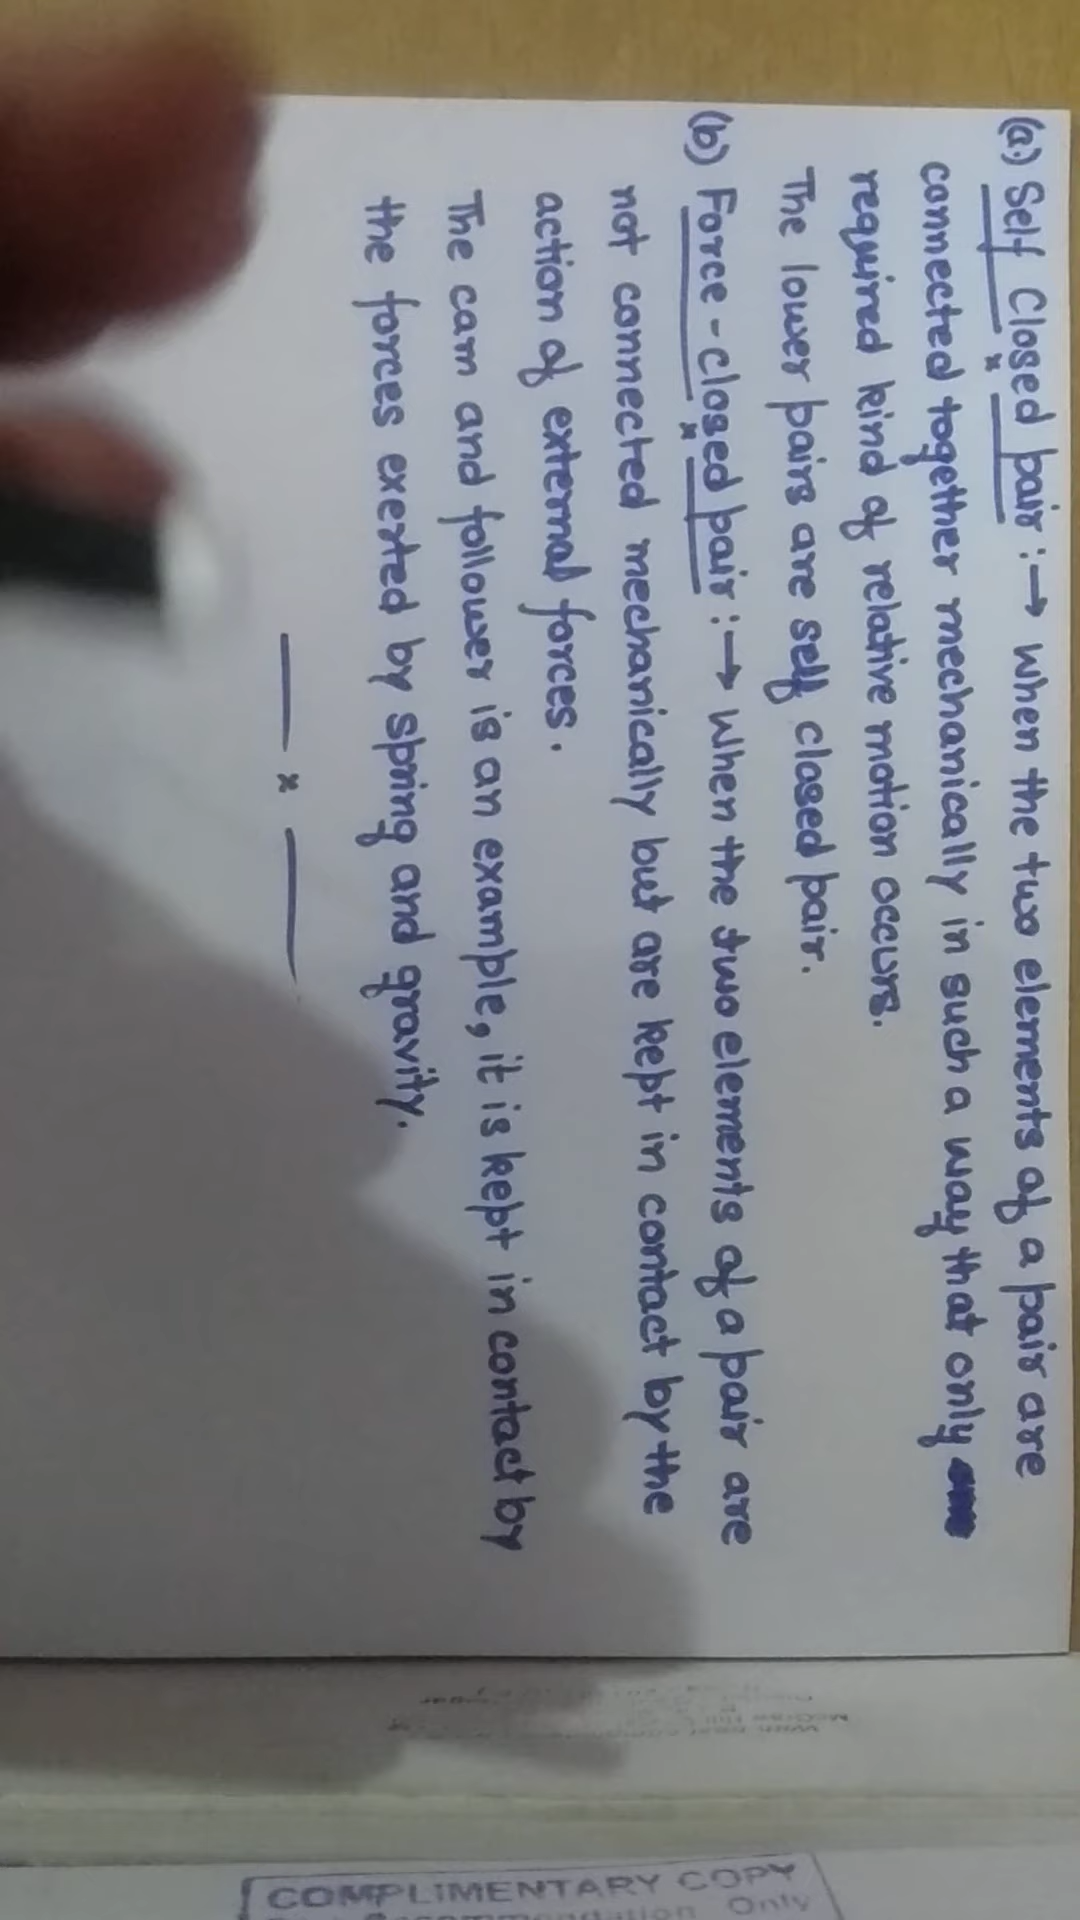 (a) Self Closed pair :→ When the two elements of a pair are
connected together mechanically in such a way that only
required kind of relative motion occurs.
The lower pairs are self closed pair.
(b) Force-closed pair :→ When the two elements of a pair are
not connected mechanically but are kept in contact by the
action of external forces.
The cam and follower is an example, it is kept in contact by
the forces exerted by spring and gravity.
— x —
COMPLIMENTARY COPY
Only